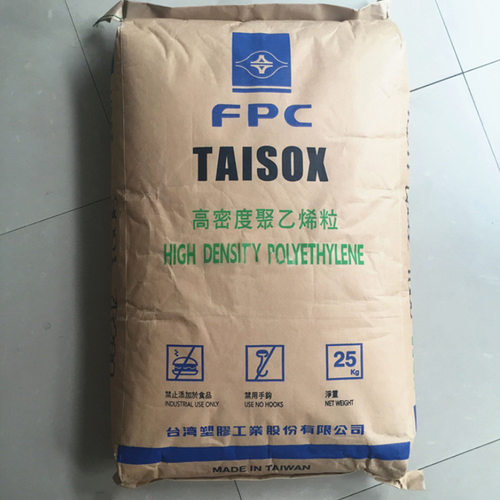 FPC
TAISOX
高密度聚乙烯粒
HIGH DENSITY POLYETHYLENE
25
Kg
禁止添加於食品
禁用手鉤
淨重
INDUSTRIAL USE ONLY
USE NO HOOKS
NET WEIGHT
台湾塑膠工業股份有限公司
MADE IN TAIWAN